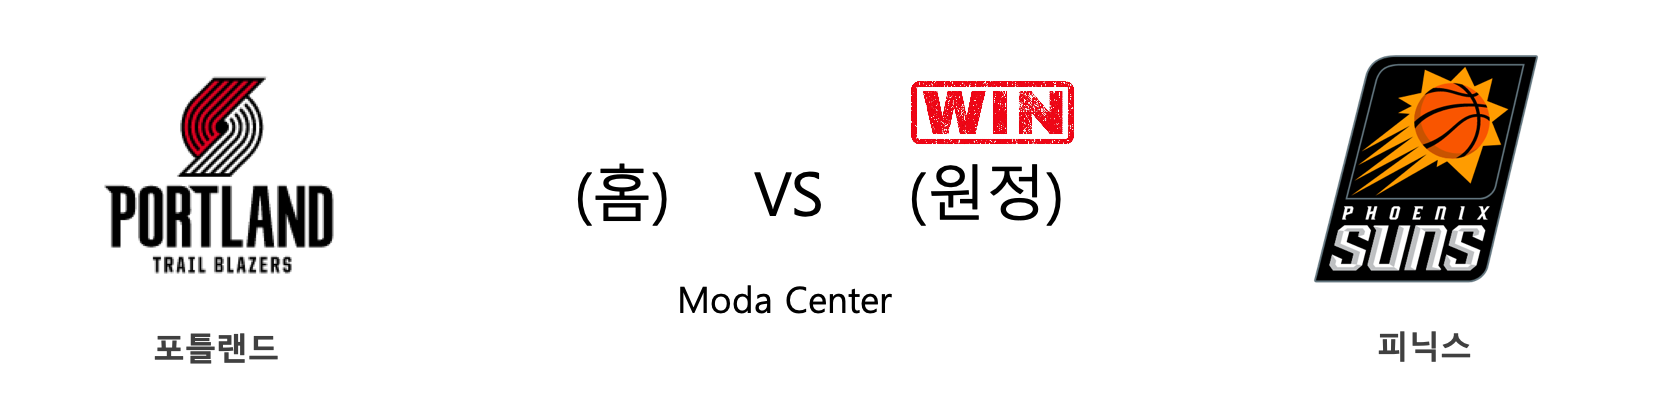 PORTLAND
TRAIL BLAZERS
포틀랜드
WIN
(홈) VS (원정)
Moda Center
PHOENIX
SUNS
피닉스